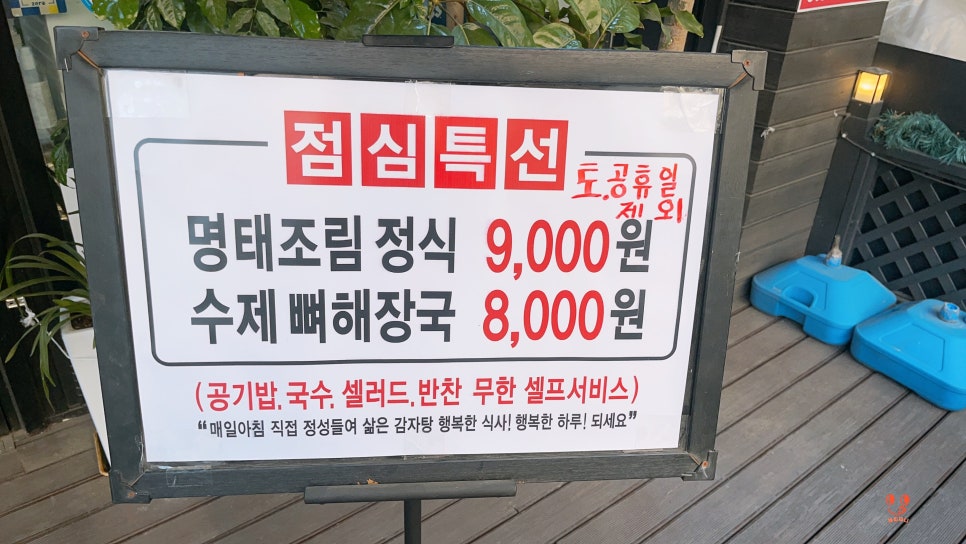 점심특선
토.공휴일
제외
명태조림 정식 9,000원
수제 뼈해장국 8,000원
(공기밥, 국수, 셀러드, 반찬 무한 셀프서비스)
“매일아침 직접 정성들여 삶은 감자탕 행복한 식사! 행복한 하루! 되세요”